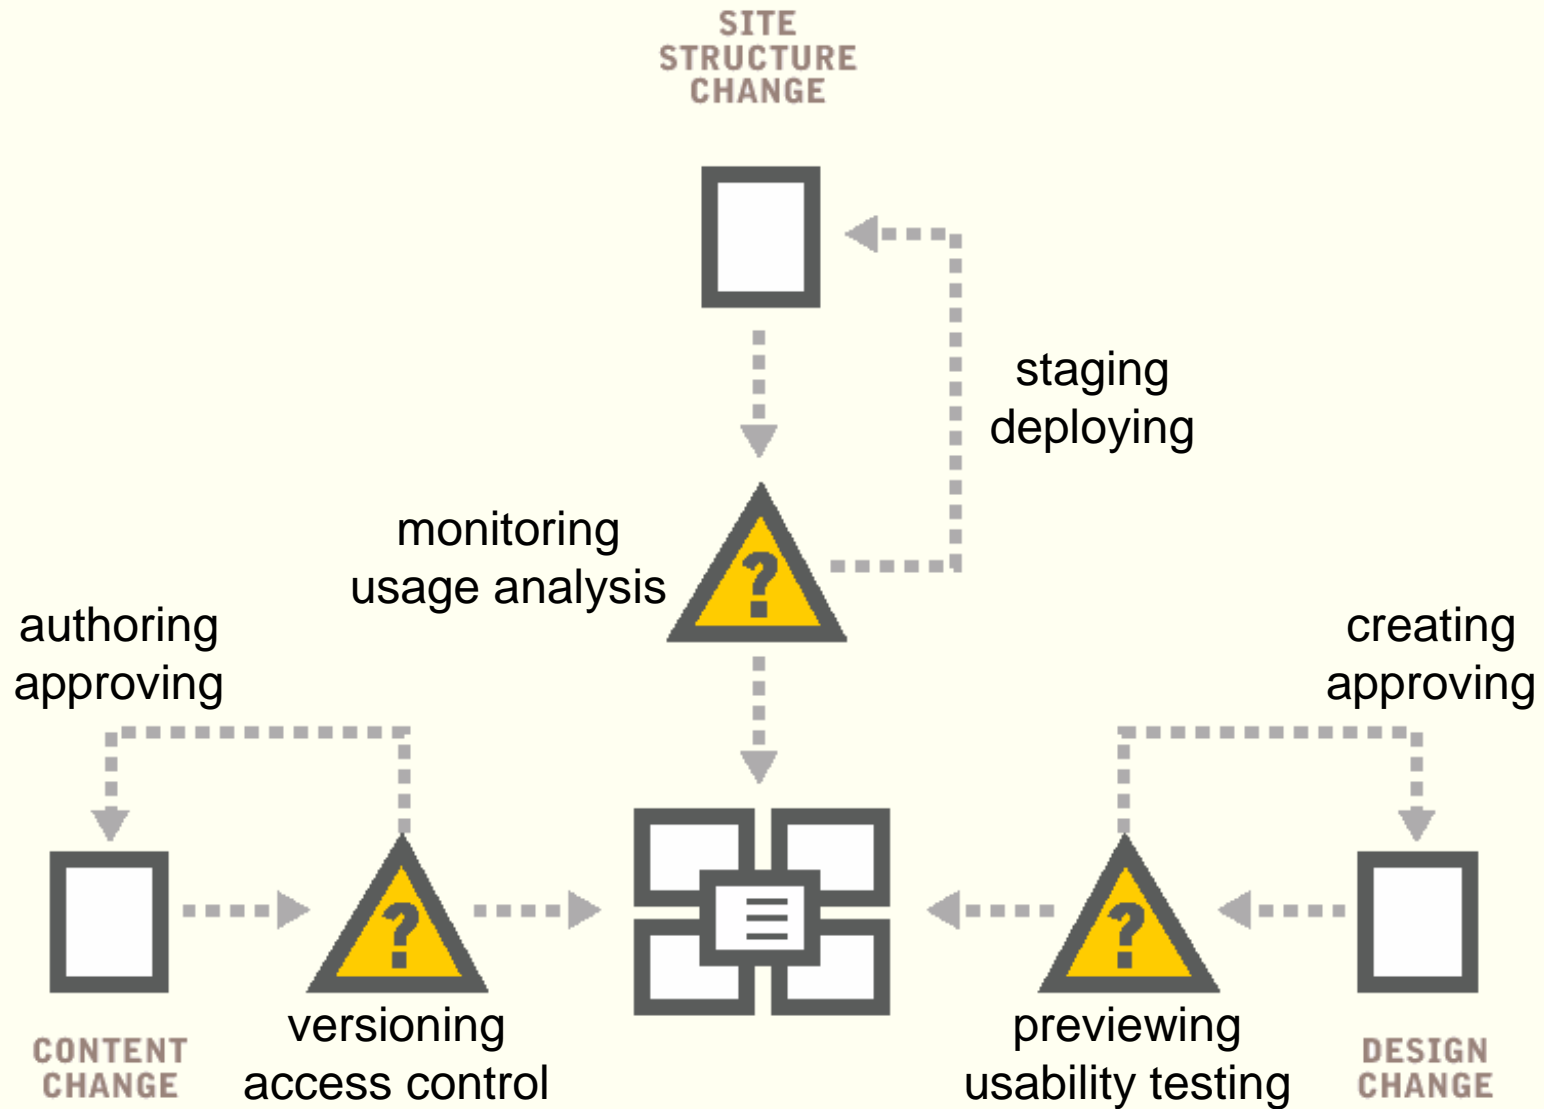 SITE
STRUCTURE
CHANGE
staging
deploying
monitoring
usage analysis
?
authoring
approving
creating
approving
?
?
versioning
access control
previewing
usability testing
CONTENT
CHANGE
DESIGN
CHANGE